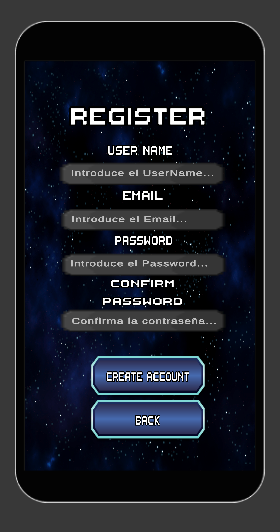 REGISTER
USER NAME
Introduce el UserName...
EMAIL
Introduce el Email...
PASSWORD
Introduce el Password...
CONFIRM
PASSWORD
Confirma la contraseña...
CREATE ACCOUNT
BACK